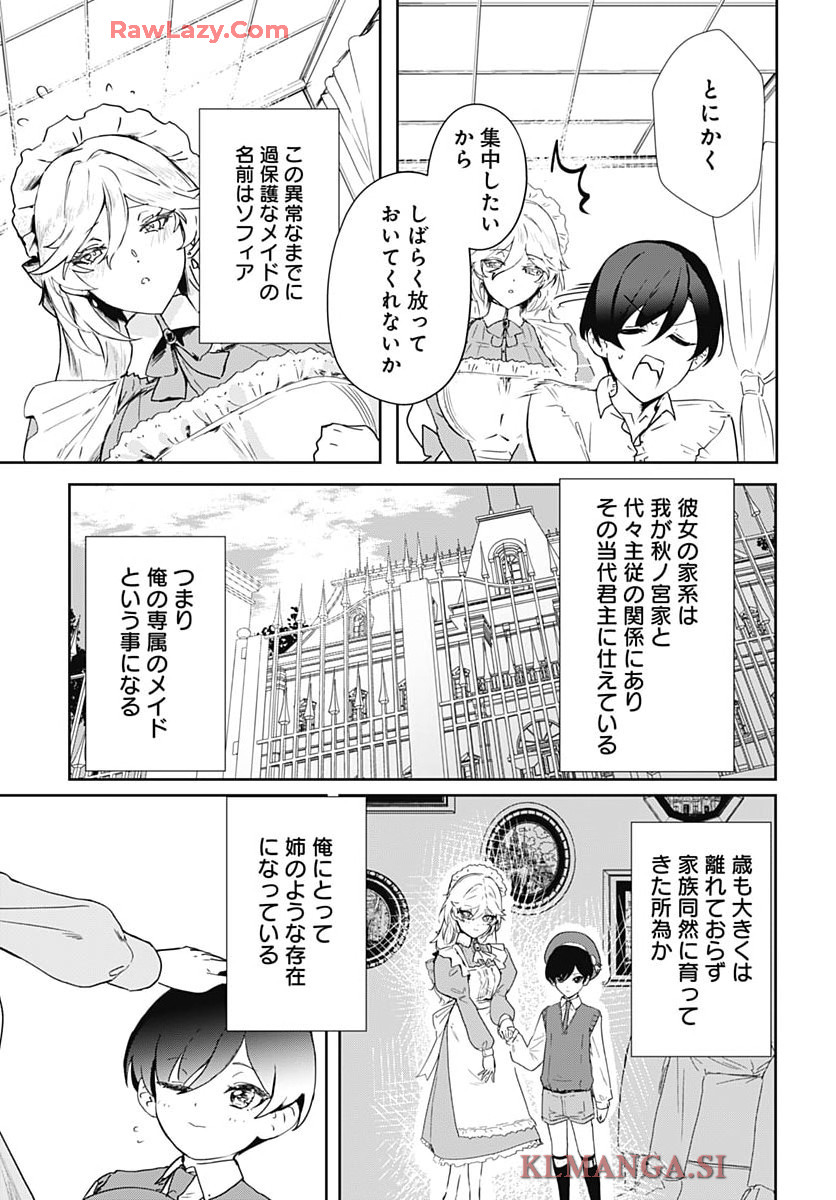 RawLazy.Com
とにかく
集中したい
から
しばらく放って
おいてくれないか
この異常なまでに
過保護なメイドの
名前はソフィア
彼女の家系は
我が秋ノ宮家と
代々主従の関係にあり
その当代君主に仕えている
つまり
俺の専属のメイド
という事になる
歳も大きくは
離れておらず
家族同然に育って
きた所為か
俺にとって
姉のような存在
になっている
KLMANGA.SI